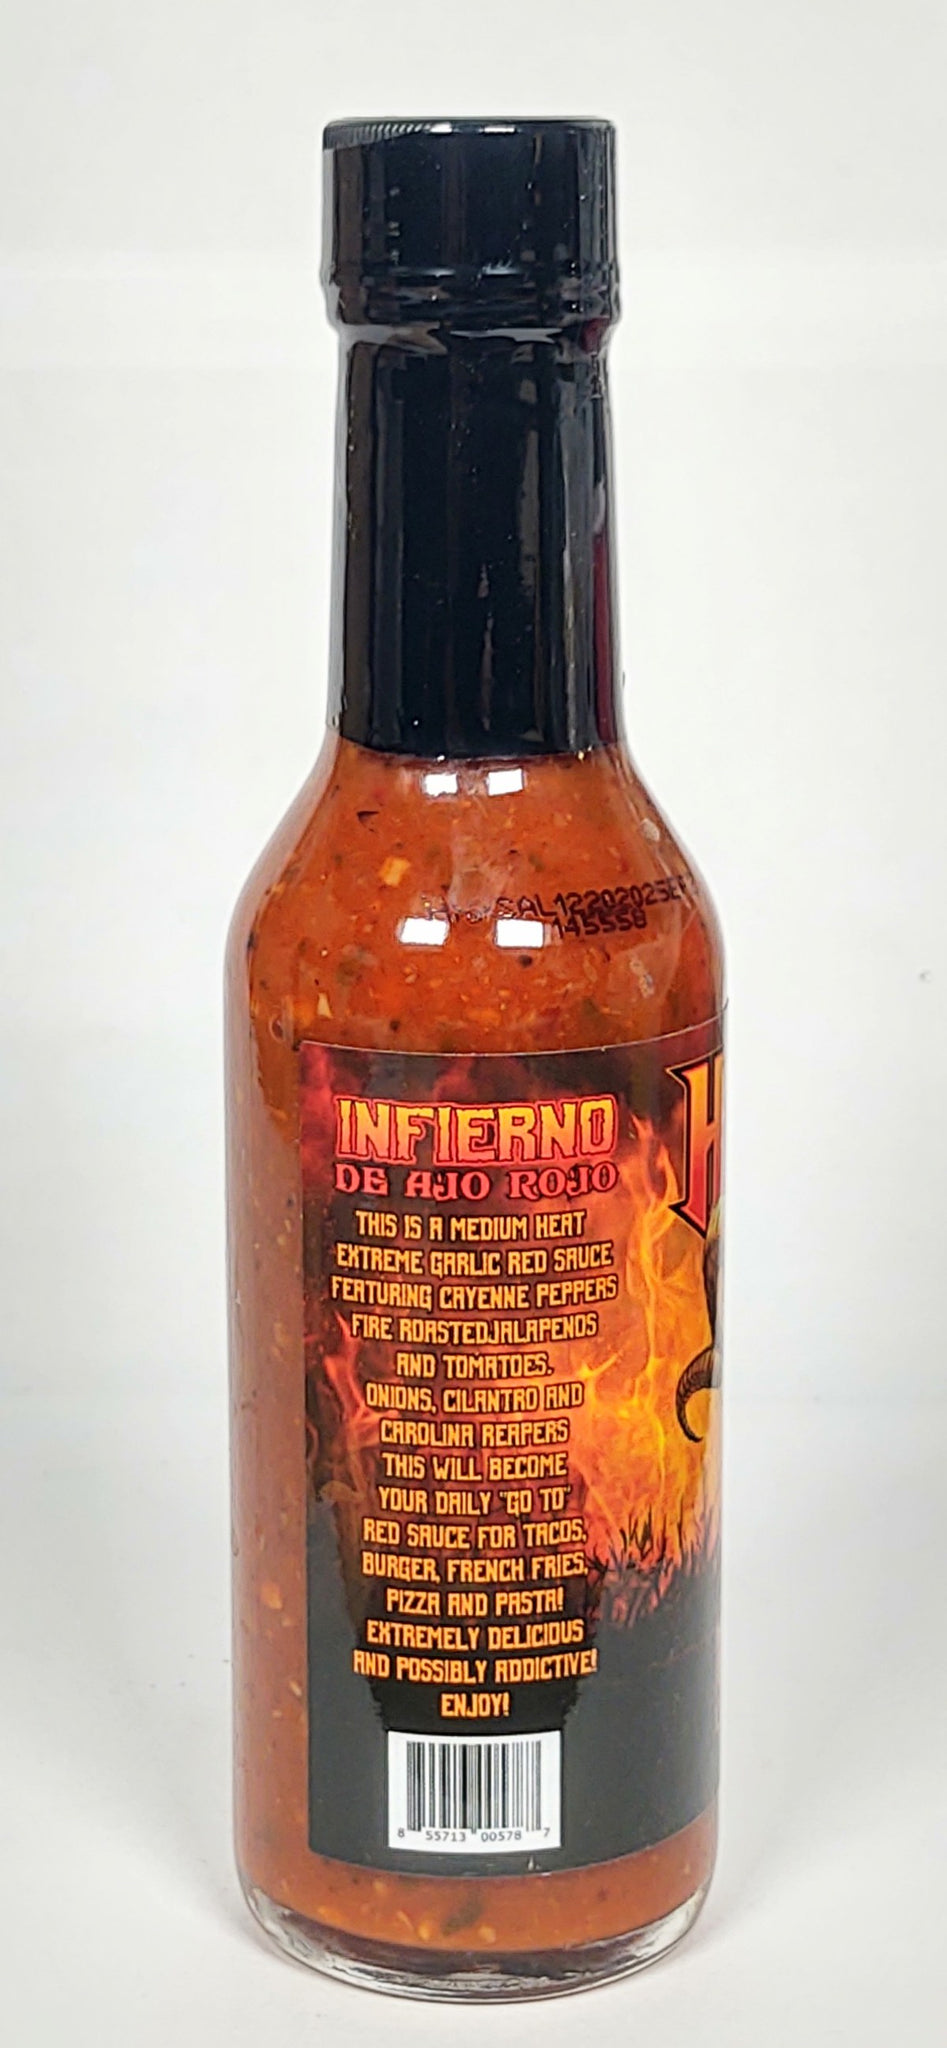 145558
INFIERNO
DE AJO ROJO
THIS IS A MEDIUM HEAT
EXTREME GARLIC RED SAUCE
FEATURING CAYENNE PEPPERS
FIRE ROASTEDJALAPENOS
AND TOMATOES.
ONIONS, CILANTRO AND
CAROLINA REAPERS
THIS WILL BECOME
YOUR DAILY "GO TO"
RED SAUCE FOR TACOS,
BURGER, FRENCH FRIES,
PIZZA AND PASTA!
EXTREMELY DELICIOUS
AND POSSIBLY ADDICTIVE!
ENJOY!
8 55713 00578 7